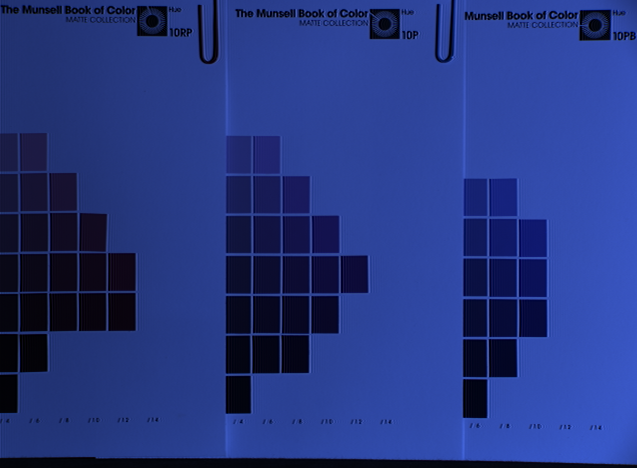 The Munsell Book of Color
MATTE COLLECTION
Hue
10RP
The Munsell Book of Color
MATTE COLLECTION
Hue
10P
Munsell Book of Color
MATTE COLLECTION
Hue
10PB
/4 /6 /8 /10 /12 /14
/4 /6 /8 /10 /12 /14
/6 /8 /10 /12 /14